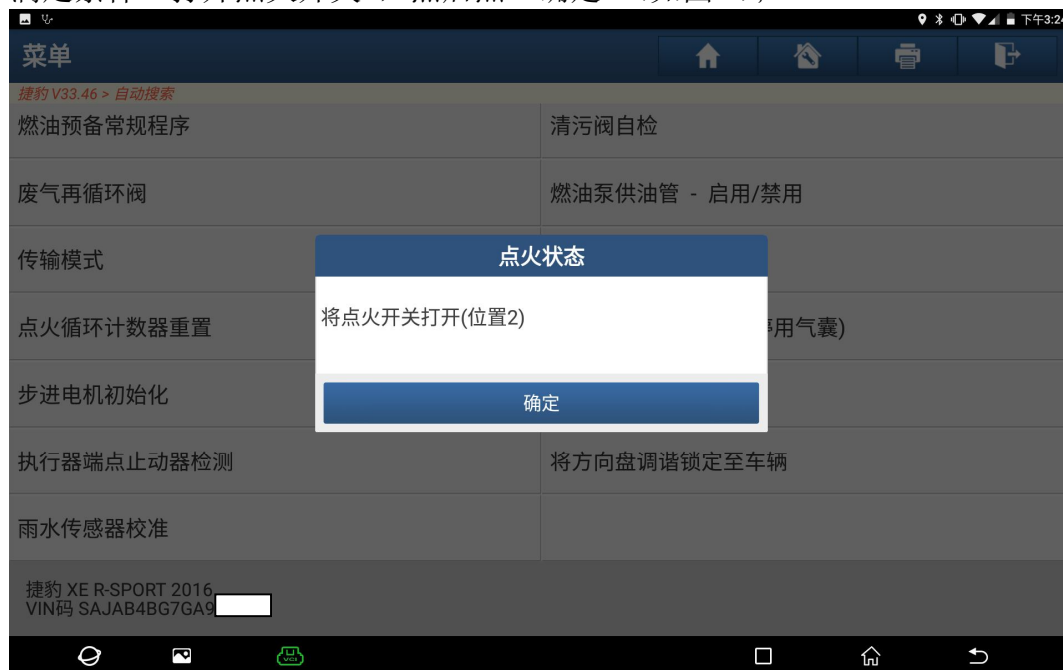 下午3:24
菜单
捷豹 V33.46 > 自动搜索
燃油预备常规程序
清污阀自检
废气再循环阀
燃油泵供油管 - 启用/禁用
传输模式
点火状态
点火循环计数器重置
将点火开关打开(位置2)
用气囊)
步进电机初始化
确定
执行器端点止动器检测
将方向盘调谐锁定至车辆
雨水传感器校准
捷豹 XE R-SPORT 2016
VIN码 SAJAB4BG7GA9
VCI